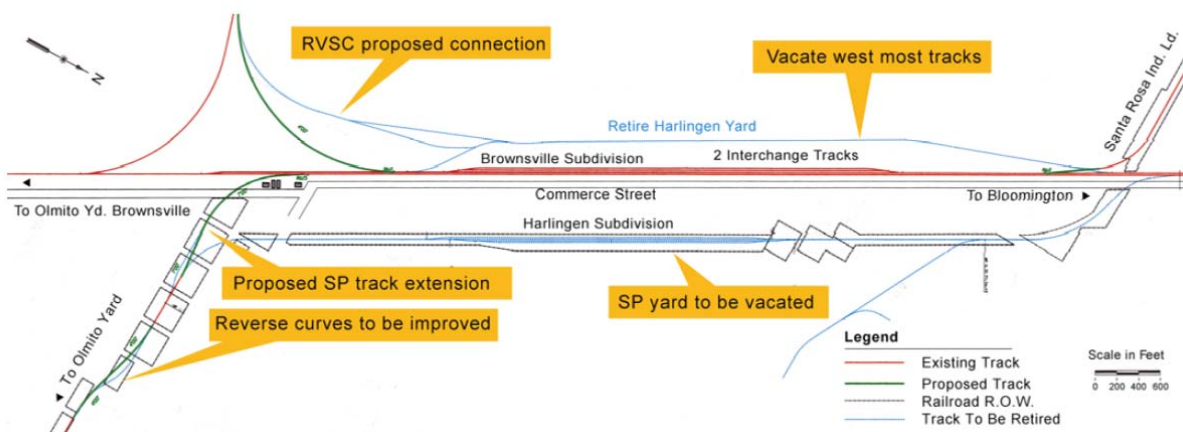 RVSC proposed connection
Vacate west most tracks
N
Santa Rosa Ind. Ld.
Retire Harlingen Yard
Brownsville Subdivision
2 Interchange Tracks
Commerce Street
To Olmito Yd. Brownsville
To Bloomington
Harlingen Subdivision
Proposed SP track extension
SP yard to be vacated
Reverse curves to be improved
To Olmito Yard
Legend
Existing Track
Proposed Track
Railroad R.O.W.
Track To Be Retired
Scale in Feet
0 200 400 600